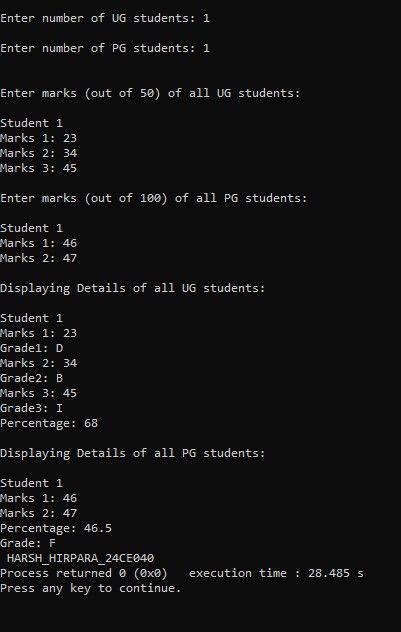 Enter number of UG students: 1
Enter number of PG students: 1
Enter marks (out of 50) of all UG students:
Student 1
Marks 1: 23
Marks 2: 34
Marks 3: 45
Enter marks (out of 100) of all PG students:
Student 1
Marks 1: 46
Marks 2: 47
Displaying Details of all UG students:
Student 1
Marks 1: 23
Grade1: D
Marks 2: 34
Grade2: B
Marks 3: 45
Grade3: I
Percentage: 68
Displaying Details of all PG students:
Student 1
Marks 1: 46
Marks 2: 47
Percentage: 46.5
Grade: F
HARSH_HIRPARA_24CE040
Process returned 0 (0x0)   execution time : 28.485 s
Press any key to continue.